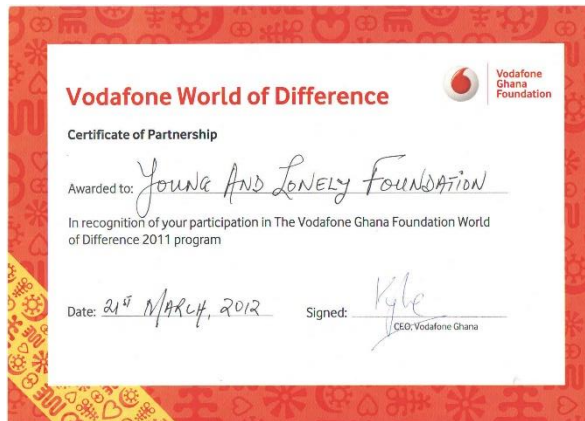 Vodafone World of Difference
Vodafone
Ghana
Foundation
Certificate of Partnership
Awarded to: YOUNG AND LONELY FOUNDATION
In recognition of your participation in The Vodafone Ghana Foundation World
of Difference 2011 program
Date: 21st MARCH, 2012
Signed: Kyle
CEO, Vodafone Ghana